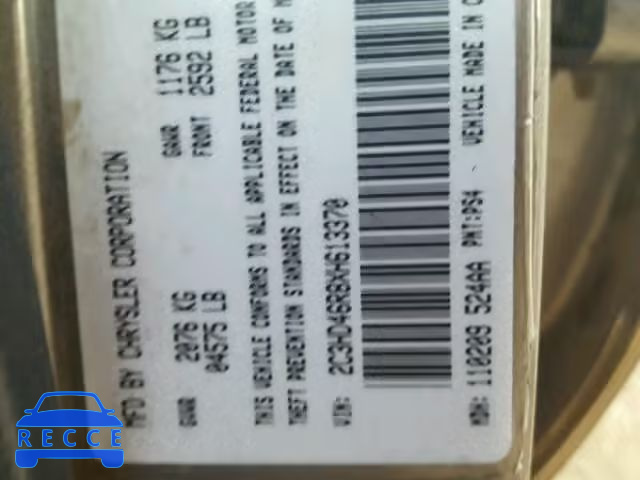 MFD BY CHRYSLER CORPORATION
GVWR 2076 KG
04575 LB
GAWR FRONT 1176 KG
2592 LB
THIS VEHICLE CONFORMS TO ALL APPLICABLE FEDERAL MOTOR
THEFT PREVENTION STANDARDS IN EFFECT ON THE DATE OF M
VIN: 2C3HD46R8XH613370
MDH: 110209 524AA PNT:PS4 VEHICLE MADE IN C
RECCE